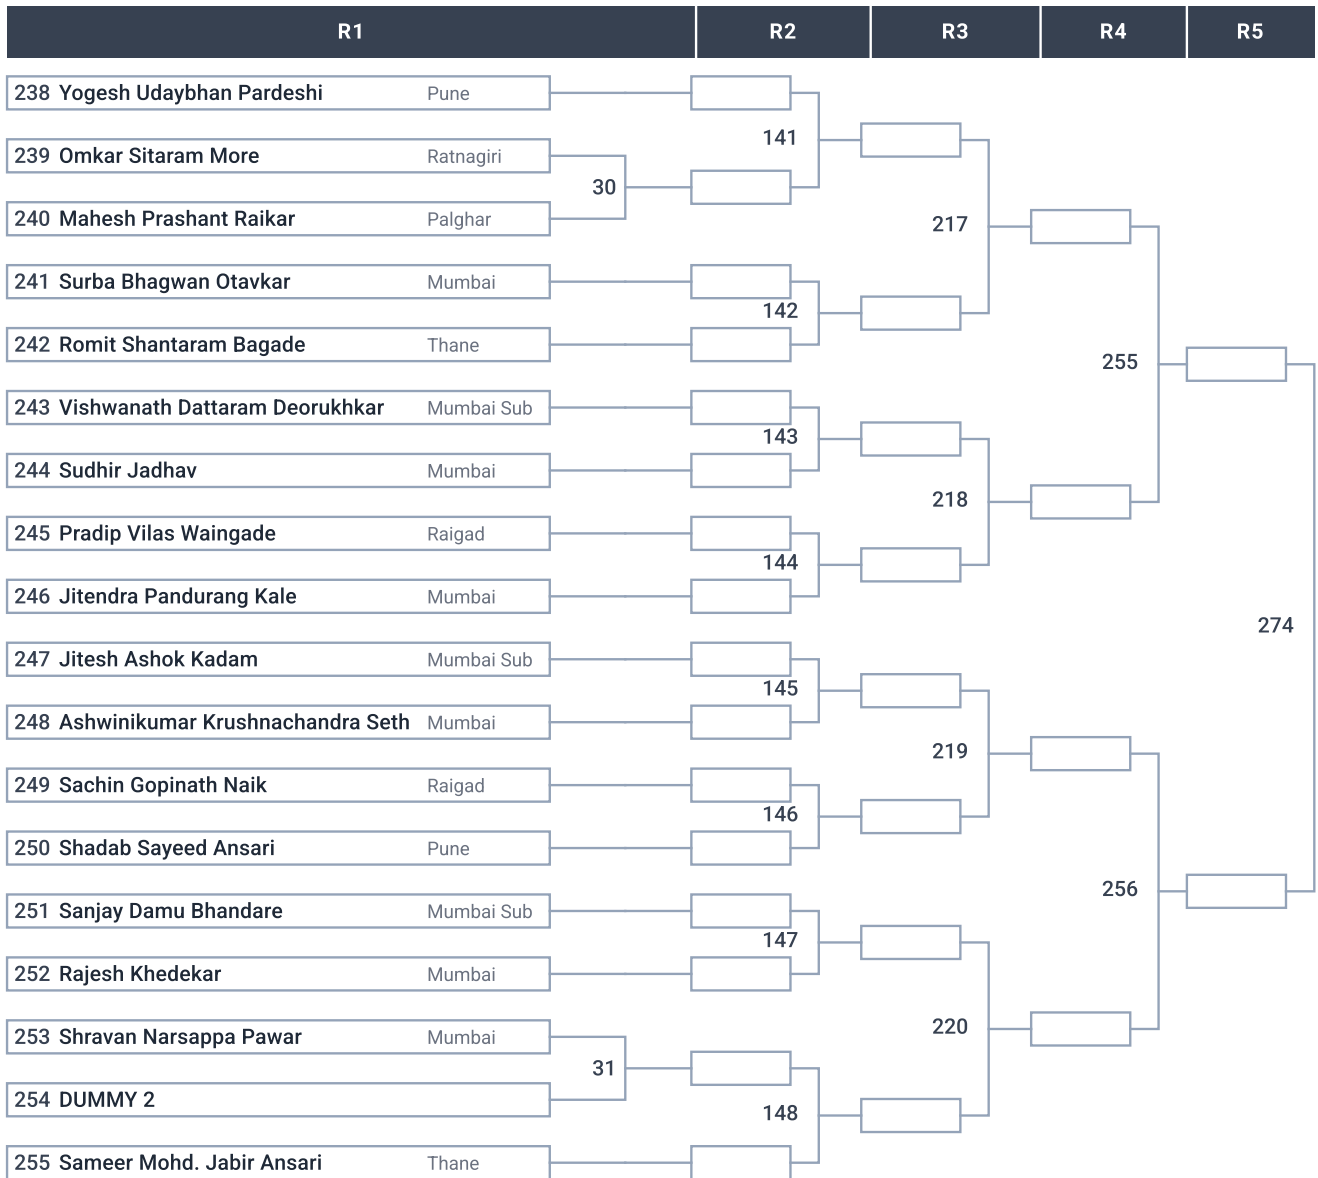 R1 R2 R3 R4 R5
238 Yogesh Udaybhan Pardeshi Pune
141
239 Omkar Sitaram More Ratnagiri
30
240 Mahesh Prashant Raikar Palghar
217
241 Surba Bhagwan Otavkar Mumbai
142
242 Romit Shantaram Bagade Thane
255
243 Vishwanath Dattaram Deorukhkar Mumbai Sub
143
244 Sudhir Jadhav Mumbai
218
245 Pradip Vilas Waingade Raigad
144
246 Jitendra Pandurang Kale Mumbai
274
247 Jitesh Ashok Kadam Mumbai Sub
145
248 Ashwinikumar Krushnachandra Seth Mumbai
219
249 Sachin Gopinath Naik Raigad
146
250 Shadab Sayeed Ansari Pune
256
251 Sanjay Damu Bhandare Mumbai Sub
147
252 Rajesh Khedekar Mumbai
220
253 Shravan Narsappa Pawar Mumbai
31
254 DUMMY 2
148
255 Sameer Mohd. Jabir Ansari Thane